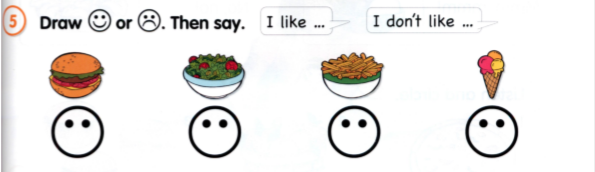 5 Draw ☺ or ☹. Then say. I like ... I don't like ...